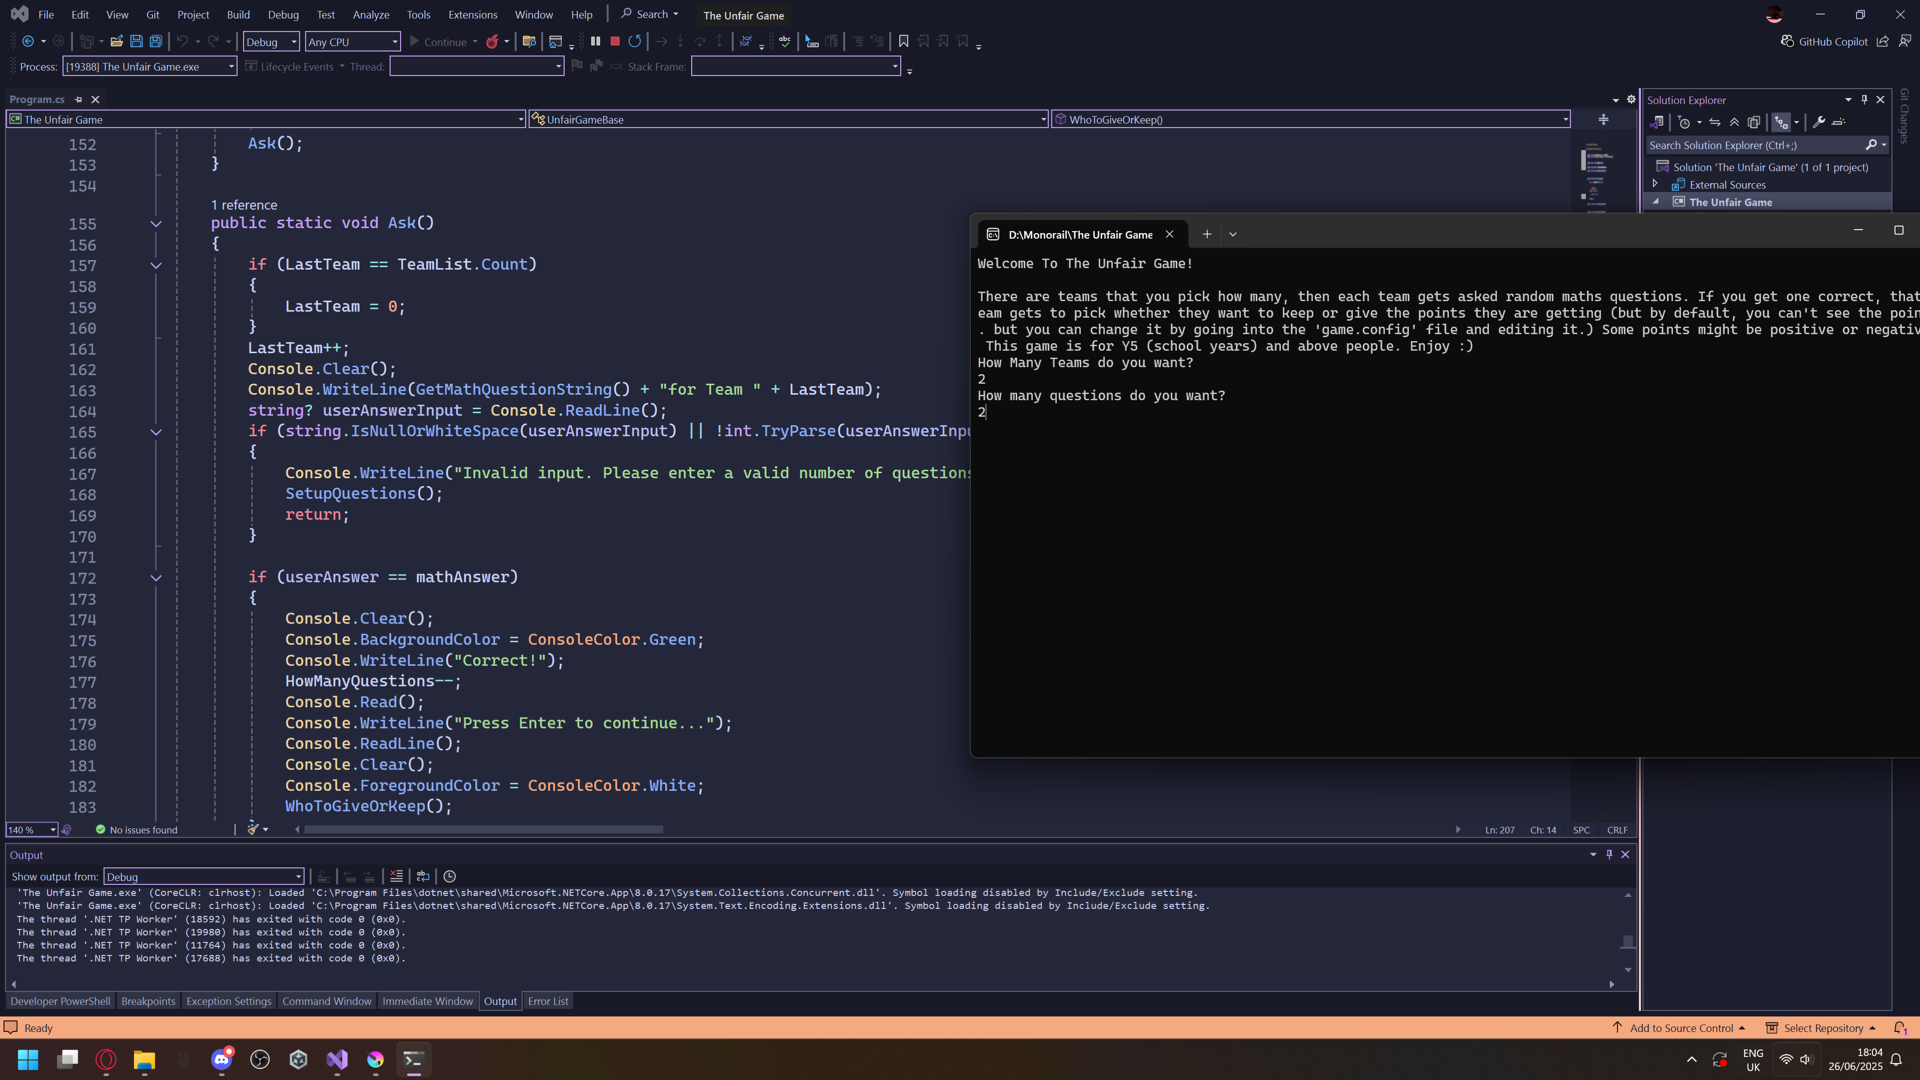 File Edit View Git Project Build Debug Test Analyze Tools Extensions Window Help Search The Unfair Game
Debug Any CPU Continue GitHub Copilot
Process: [19388] The Unfair Game.exe Lifecycle Events Thread: Stack Frame:
Program.cs
The Unfair Game UnfairGameBase WhoToGiveOrKeep()
152 Ask();
153 }
154
1 reference
155 public static void Ask()
156 {
157 if (LastTeam == TeamList.Count)
158 {
159 LastTeam = 0;
160 }
161 LastTeam++;
162 Console.Clear();
163 Console.WriteLine(GetMathQuestionString() + "for Team " + LastTeam);
164 string? userAnswerInput = Console.ReadLine();
165 if (string.IsNullOrWhiteSpace(userAnswerInput) || !int.TryParse(userAnswerInpu
166 {
167 Console.WriteLine("Invalid input. Please enter a valid number of questions
168 SetupQuestions();
169 return;
170 }
171
172 if (userAnswer == mathAnswer)
173 {
174 Console.Clear();
175 Console.BackgroundColor = ConsoleColor.Green;
176 Console.WriteLine("Correct!");
177 HowManyQuestions--;
178 Console.Read();
179 Console.WriteLine("Press Enter to continue...");
180 Console.ReadLine();
181 Console.Clear();
182 Console.ForegroundColor = ConsoleColor.White;
183 WhoToGiveOrKeep();
140 % No issues found Ln: 207 Ch: 14 SPC CRLF
D:\Monorail\The Unfair Game
Welcome To The Unfair Game!
There are teams that you pick how many, then each team gets asked random maths questions. If you get one correct, that
eam gets to pick whether they want to keep or give the points they are getting (but by default, you can't see the poin
. but you can change it by going into the 'game.config' file and editing it.) Some points might be positive or negativ
This game is for Y5 (school years) and above people. Enjoy :)
How Many Teams do you want?
2
How many questions do you want?
2
Solution Explorer
Search Solution Explorer (Ctrl+;)
Solution 'The Unfair Game' (1 of 1 project)
External Sources
The Unfair Game
Git Changes
Output
Show output from: Debug
'The Unfair Game.exe' (CoreCLR: clrhost): Loaded 'C:\Program Files\dotnet\shared\Microsoft.NETCore.App\8.0.17\System.Collections.Concurrent.dll'. Symbol loading disabled by Include/Exclude setting.
'The Unfair Game.exe' (CoreCLR: clrhost): Loaded 'C:\Program Files\dotnet\shared\Microsoft.NETCore.App\8.0.17\System.Text.Encoding.Extensions.dll'. Symbol loading disabled by Include/Exclude setting.
The thread '.NET TP Worker' (18592) has exited with code 0 (0x0).
The thread '.NET TP Worker' (19980) has exited with code 0 (0x0).
The thread '.NET TP Worker' (11764) has exited with code 0 (0x0).
The thread '.NET TP Worker' (17688) has exited with code 0 (0x0).
Developer PowerShell Breakpoints Exception Settings Command Window Immediate Window Output Error List
Ready Add to Source Control Select Repository 1
ENG
UK
18:04
26/06/2025